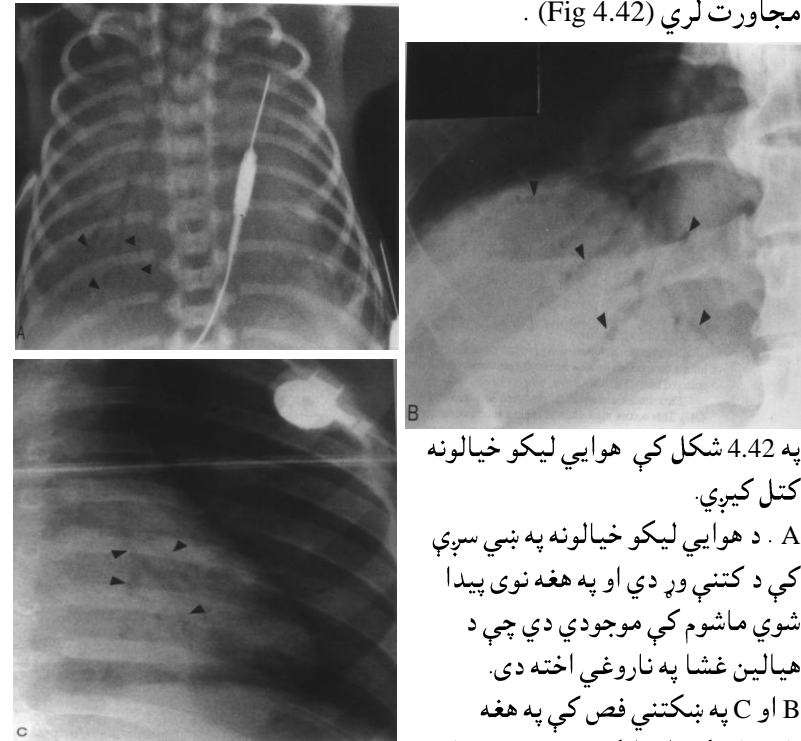 مجاورت لري (Fig 4.42) .
A
B
C
په 4.42 شکل کې هوايي ليکو خيالونه
کتل کيږي.
A . د هوايي ليکو خيالونه په ښي سږي
کې د کتنې وړ دي او په هغه نوی پيدا
شوي ماشوم کې موجودي دي چې د
هيالين غشا په ناروغي اخته دی.
B او C په ښکتني فص کې په هغه